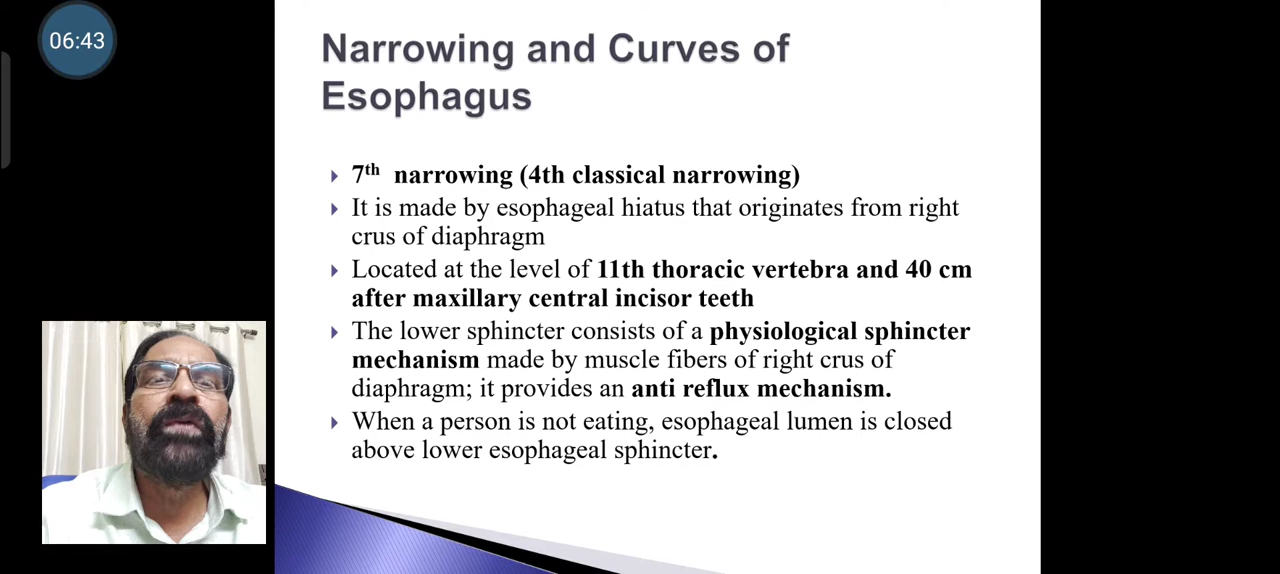 06:43
Narrowing and Curves of
Esophagus
7th narrowing (4th classical narrowing)
It is made by esophageal hiatus that originates from right
crus of diaphragm
Located at the level of 11th thoracic vertebra and 40 cm
after maxillary central incisor teeth
The lower sphincter consists of a physiological sphincter
mechanism made by muscle fibers of right crus of
diaphragm; it provides an anti reflux mechanism.
When a person is not eating, esophageal lumen is closed
above lower esophageal sphincter.